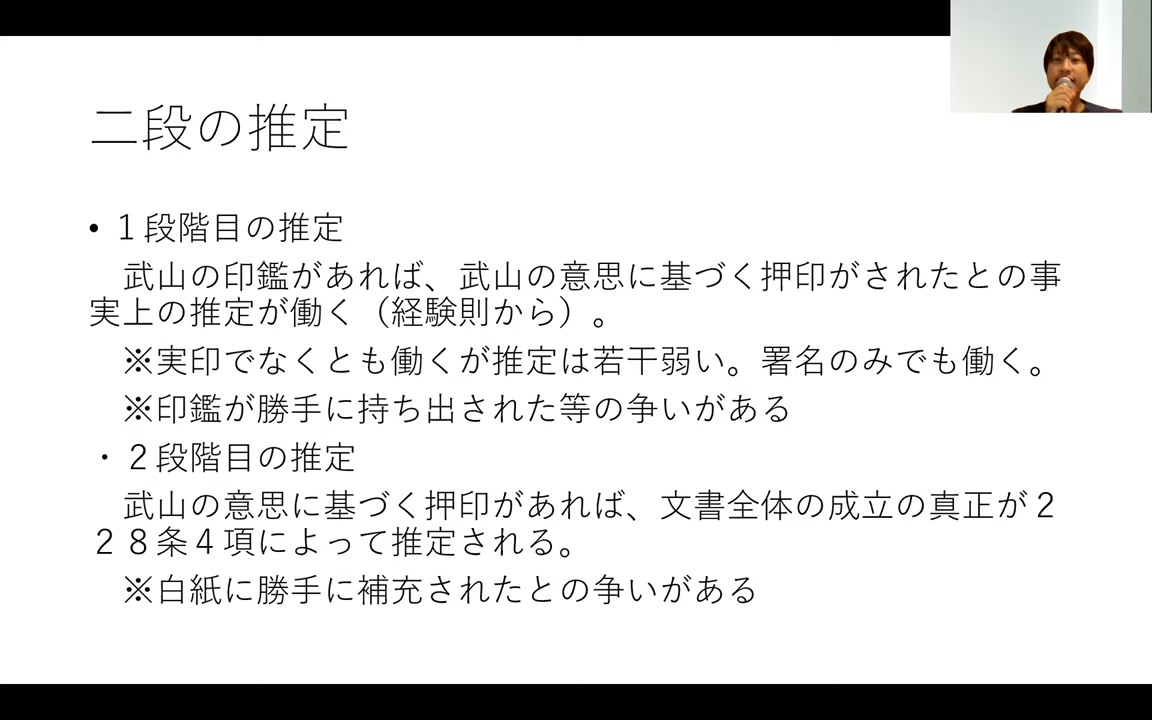 二段の推定
• １段階目の推定
武山の印鑑があれば、武山の意思に基づく押印がされたとの事
実上の推定が働く（経験則から）。
※実印でなくとも働くが推定は若干弱い。署名のみでも働く。
※印鑑が勝手に持ち出された等の争いがある
・２段階目の推定
武山の意思に基づく押印があれば、文書全体の成立の真正が２
２８条４項によって推定される。
※白紙に勝手に補充されたとの争いがある